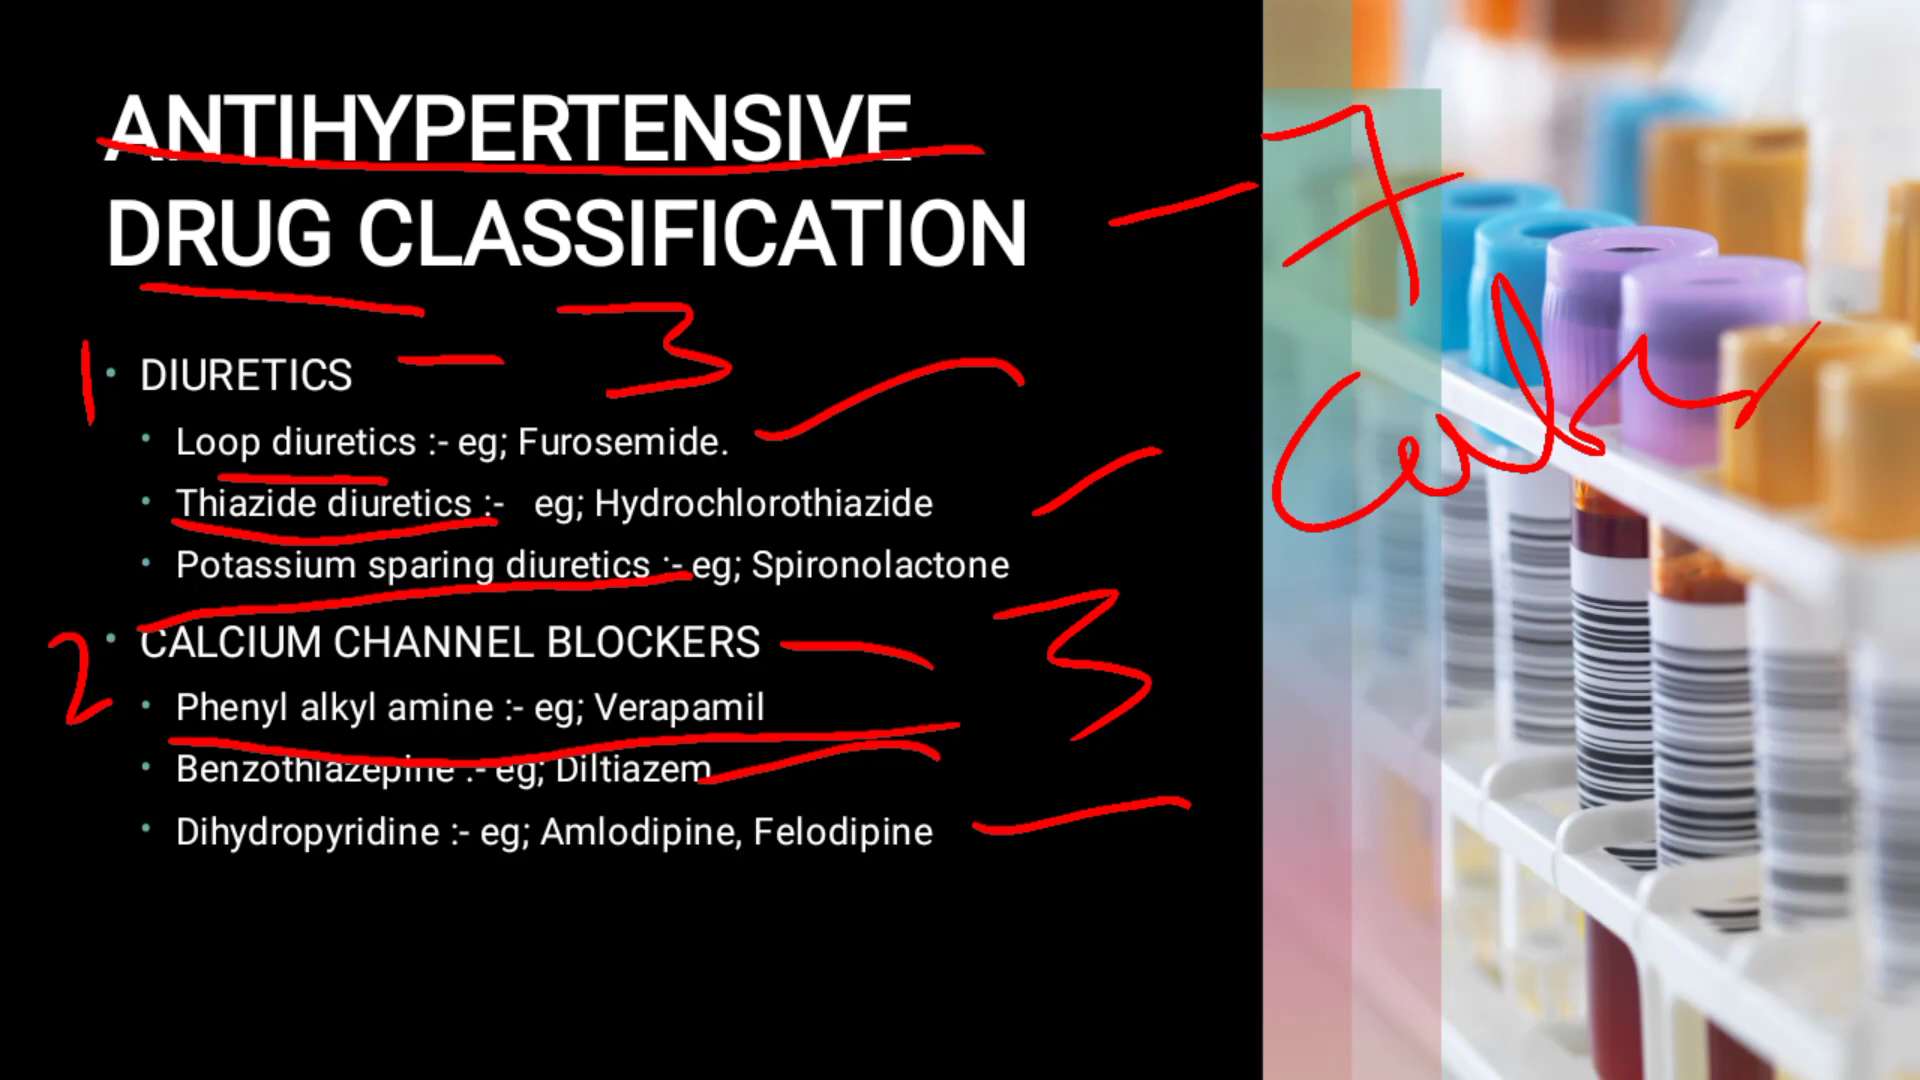 ANTIHYPERTENSIVE
DRUG CLASSIFICATION
- 7
1 • DIURETICS - 3
• Loop diuretics :- eg; Furosemide.
• Thiazide diuretics :- eg; Hydrochlorothiazide
• Potassium sparing diuretics :- eg; Spironolactone
2 • CALCIUM CHANNEL BLOCKERS - 3
• Phenyl alkyl amine :- eg; Verapamil
• Benzothiazepine :- eg; Diltiazem
• Dihydropyridine :- eg; Amlodipine, Felodipine